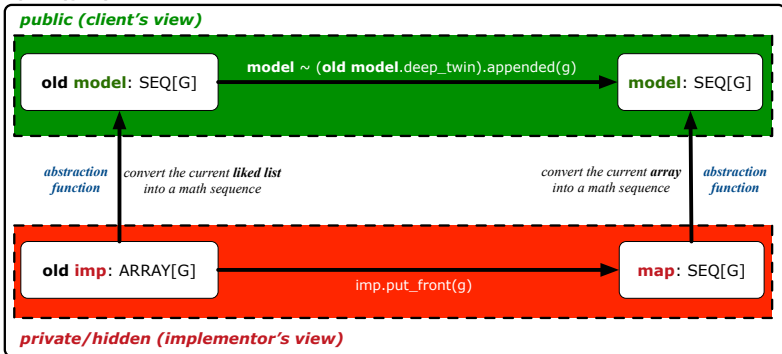 public (client's view)
model ~ (old model.deep_twin).appended(g)
old model: SEQ[G]
model: SEQ[G]
abstraction
function
convert the current liked list
into a math sequence
convert the current array
into a math sequence
abstraction
function
old imp: ARRAY[G]
map: SEQ[G]
imp.put_front(g)
private/hidden (implementor's view)